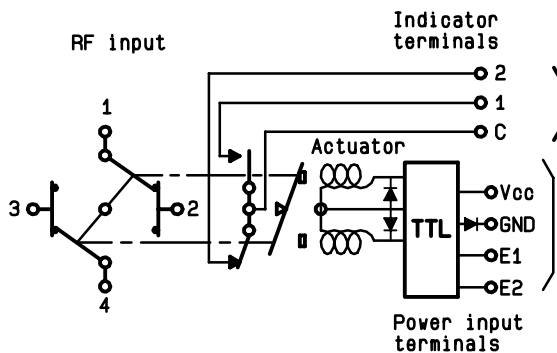 RF input
Indicator
terminals
2
1
C
1
Actuator
3
2
4
TTL
Vcc
GND
E1
E2
Power input
terminals